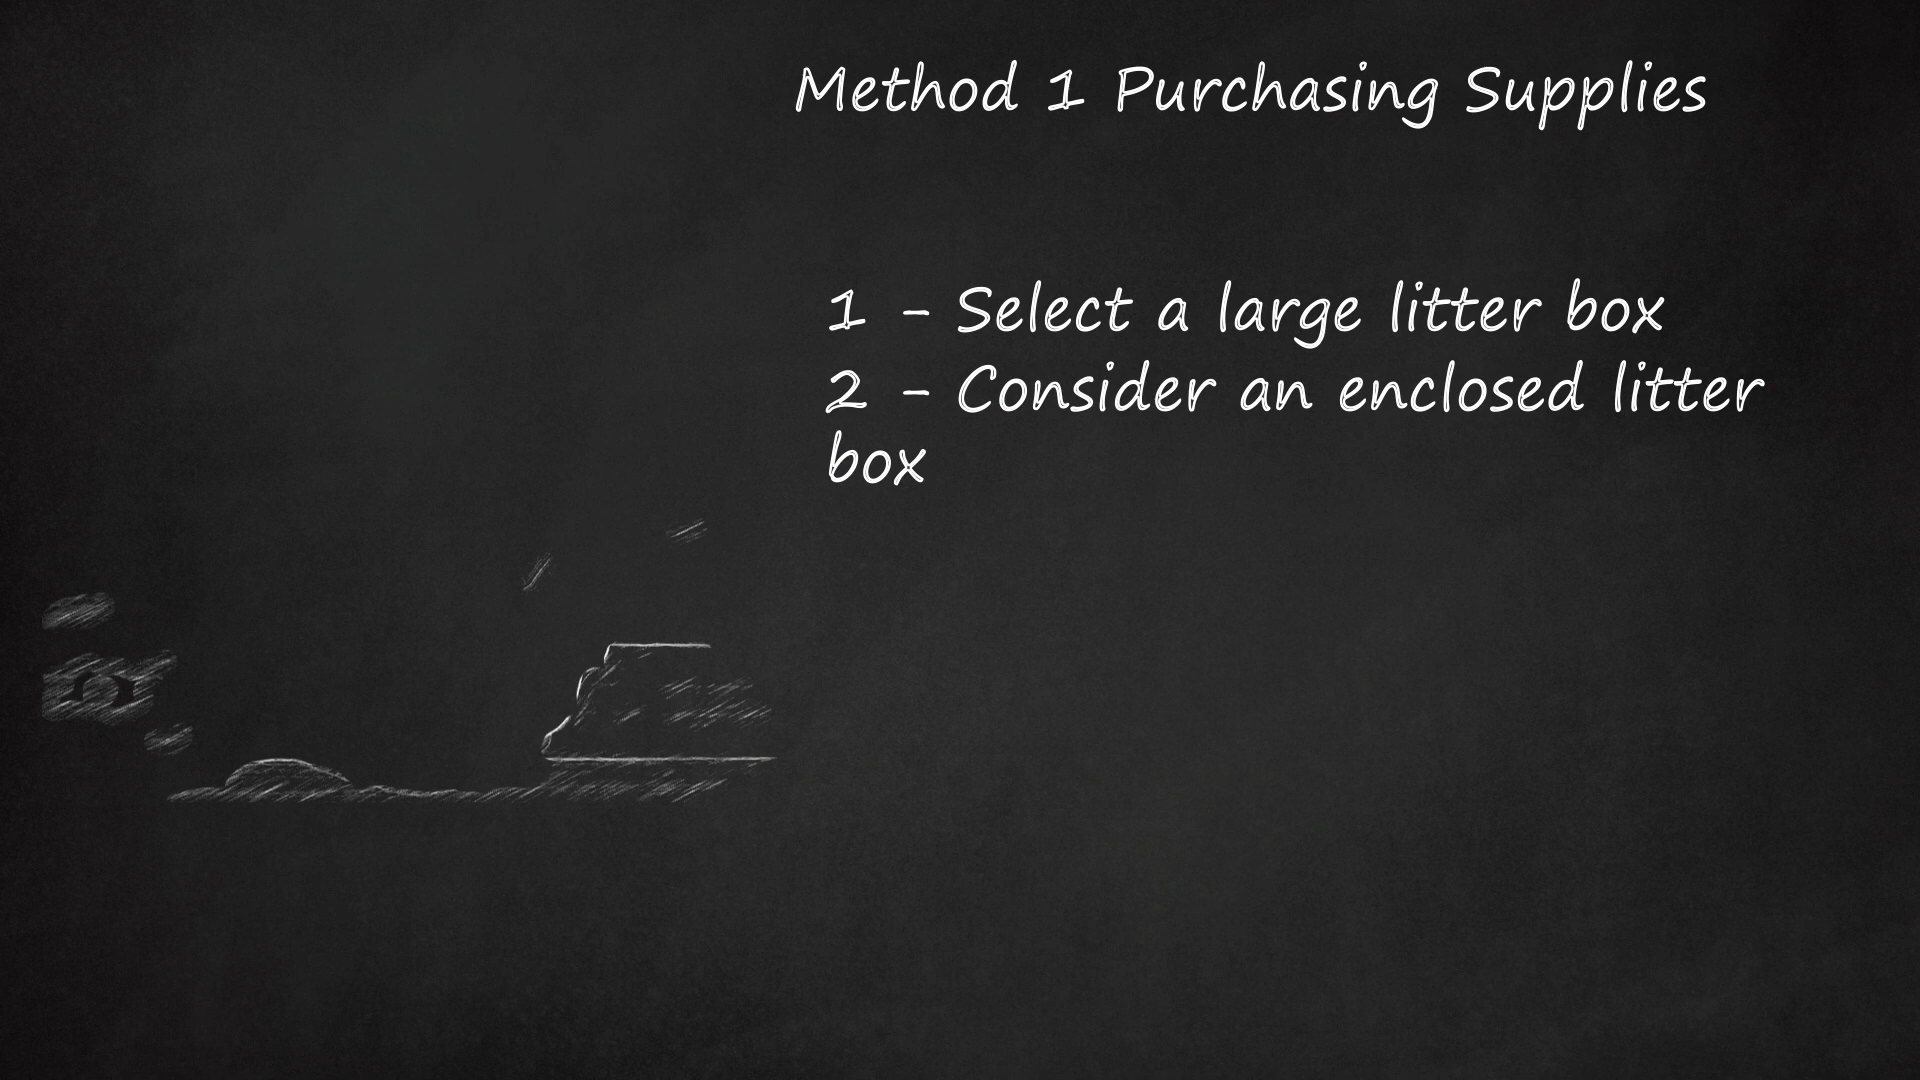 Method 1 Purchasing Supplies
1 - Select a large litter box
2 - Consider an enclosed litter
box